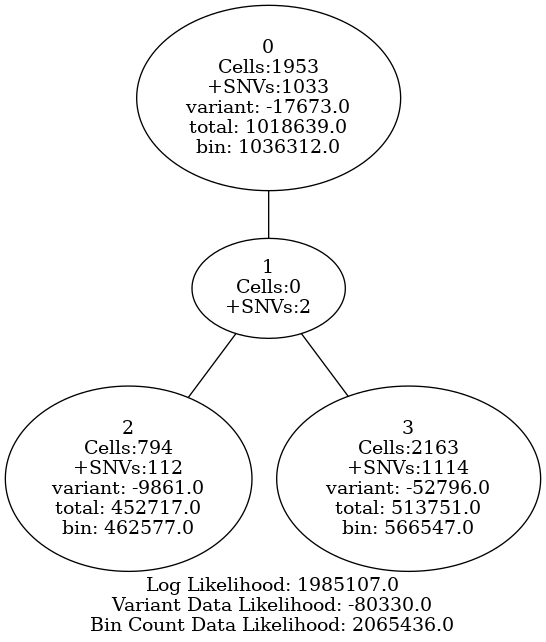 0
Cells:1953
+SNVs:1033
variant: -17673.0
total: 1018639.0
bin: 1036312.0
1
Cells:0
+SNVs:2
2
Cells:794
+SNVs:112
variant: -9861.0
total: 452717.0
bin: 462577.0
3
Cells:2163
+SNVs:1114
variant: -52796.0
total: 513751.0
bin: 566547.0
Log Likelihood: 1985107.0
Variant Data Likelihood: -80330.0
Bin Count Data Likelihood: 2065436.0